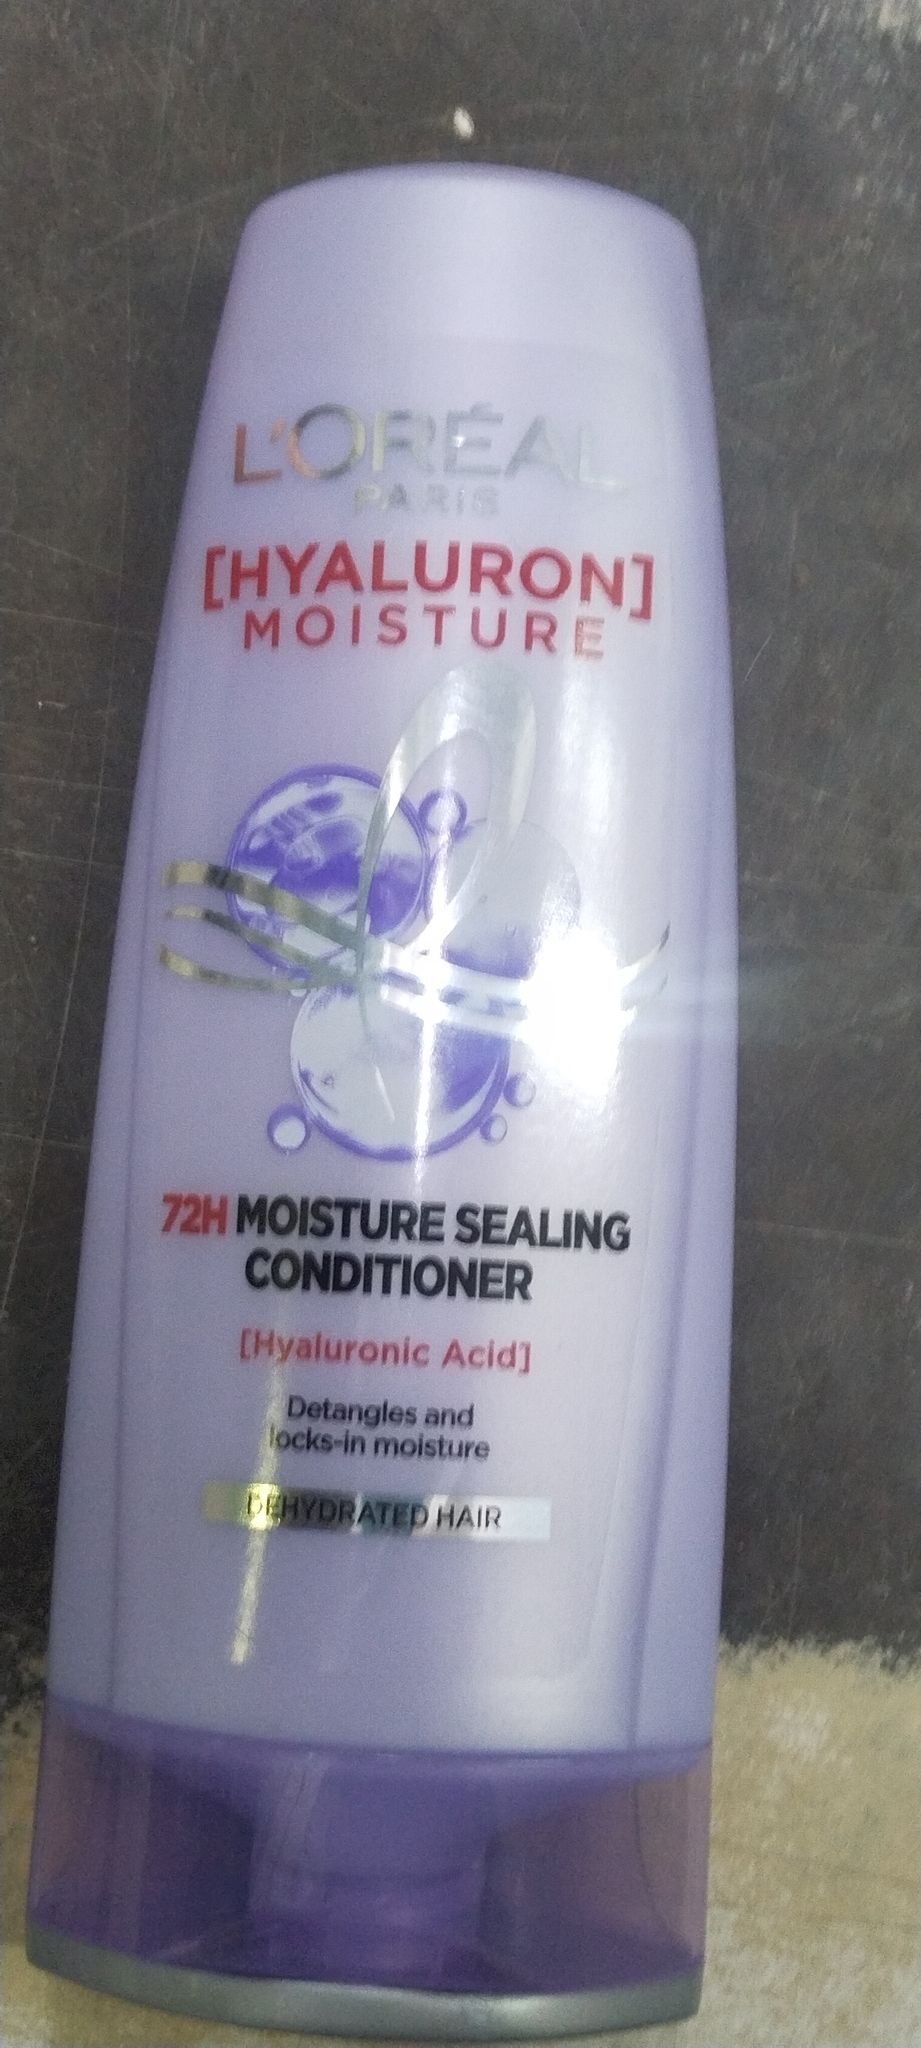 L'ORÉAL
PARIS
[HYALURON]
MOISTURE
72H MOISTURE SEALING
CONDITIONER
[Hyaluronic Acid]
Detangles and
locks-in moisture
DEHYDRATED HAIR